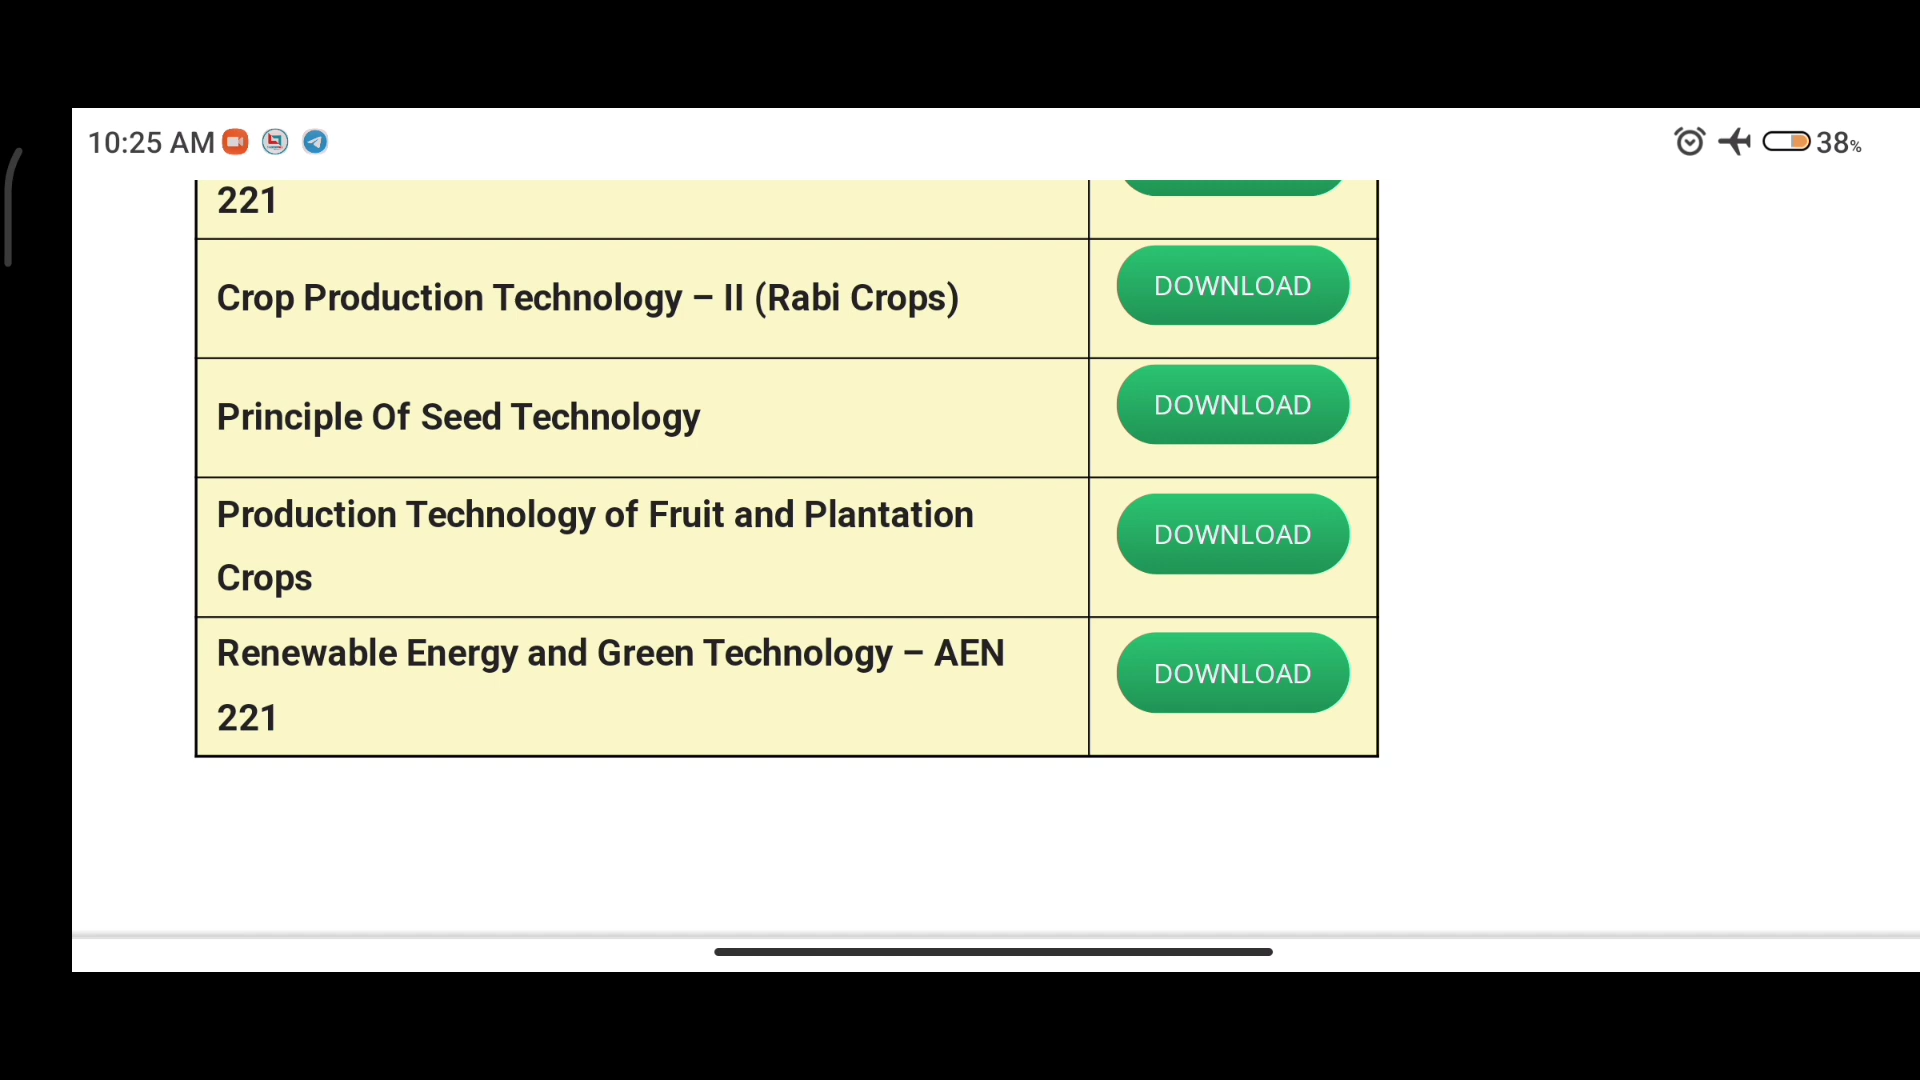 10:25 AM
38%
221
Crop Production Technology – II (Rabi Crops)
DOWNLOAD
Principle Of Seed Technology
DOWNLOAD
Production Technology of Fruit and Plantation
Crops
DOWNLOAD
Renewable Energy and Green Technology – AEN
221
DOWNLOAD